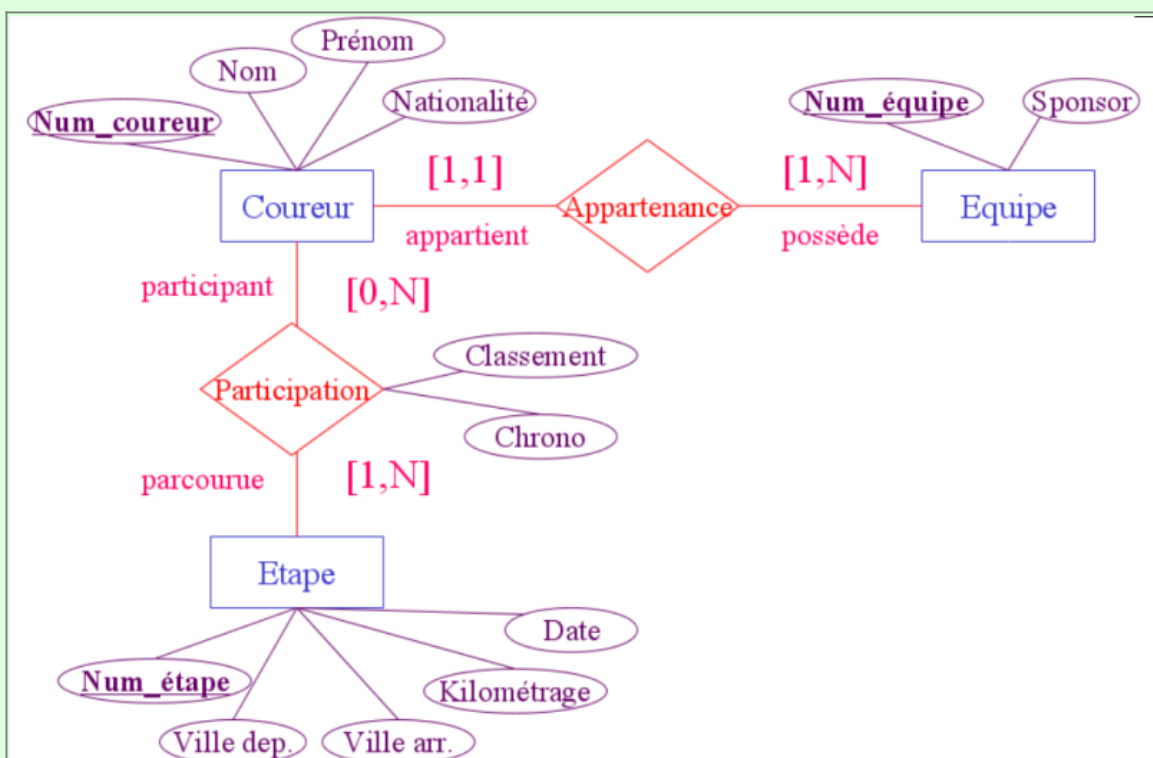 Prénom
Nom
Nationalité
Num_coureur
Num_équipe
Sponsor
[1,1]
[1,N]
Coureur
Appartenance
Equipe
appartient
possède
participant
[0,N]
Classement
Participation
Chrono
parcourue
[1,N]
Etape
Date
Num_étape
Kilométrage
Ville dep.
Ville arr.